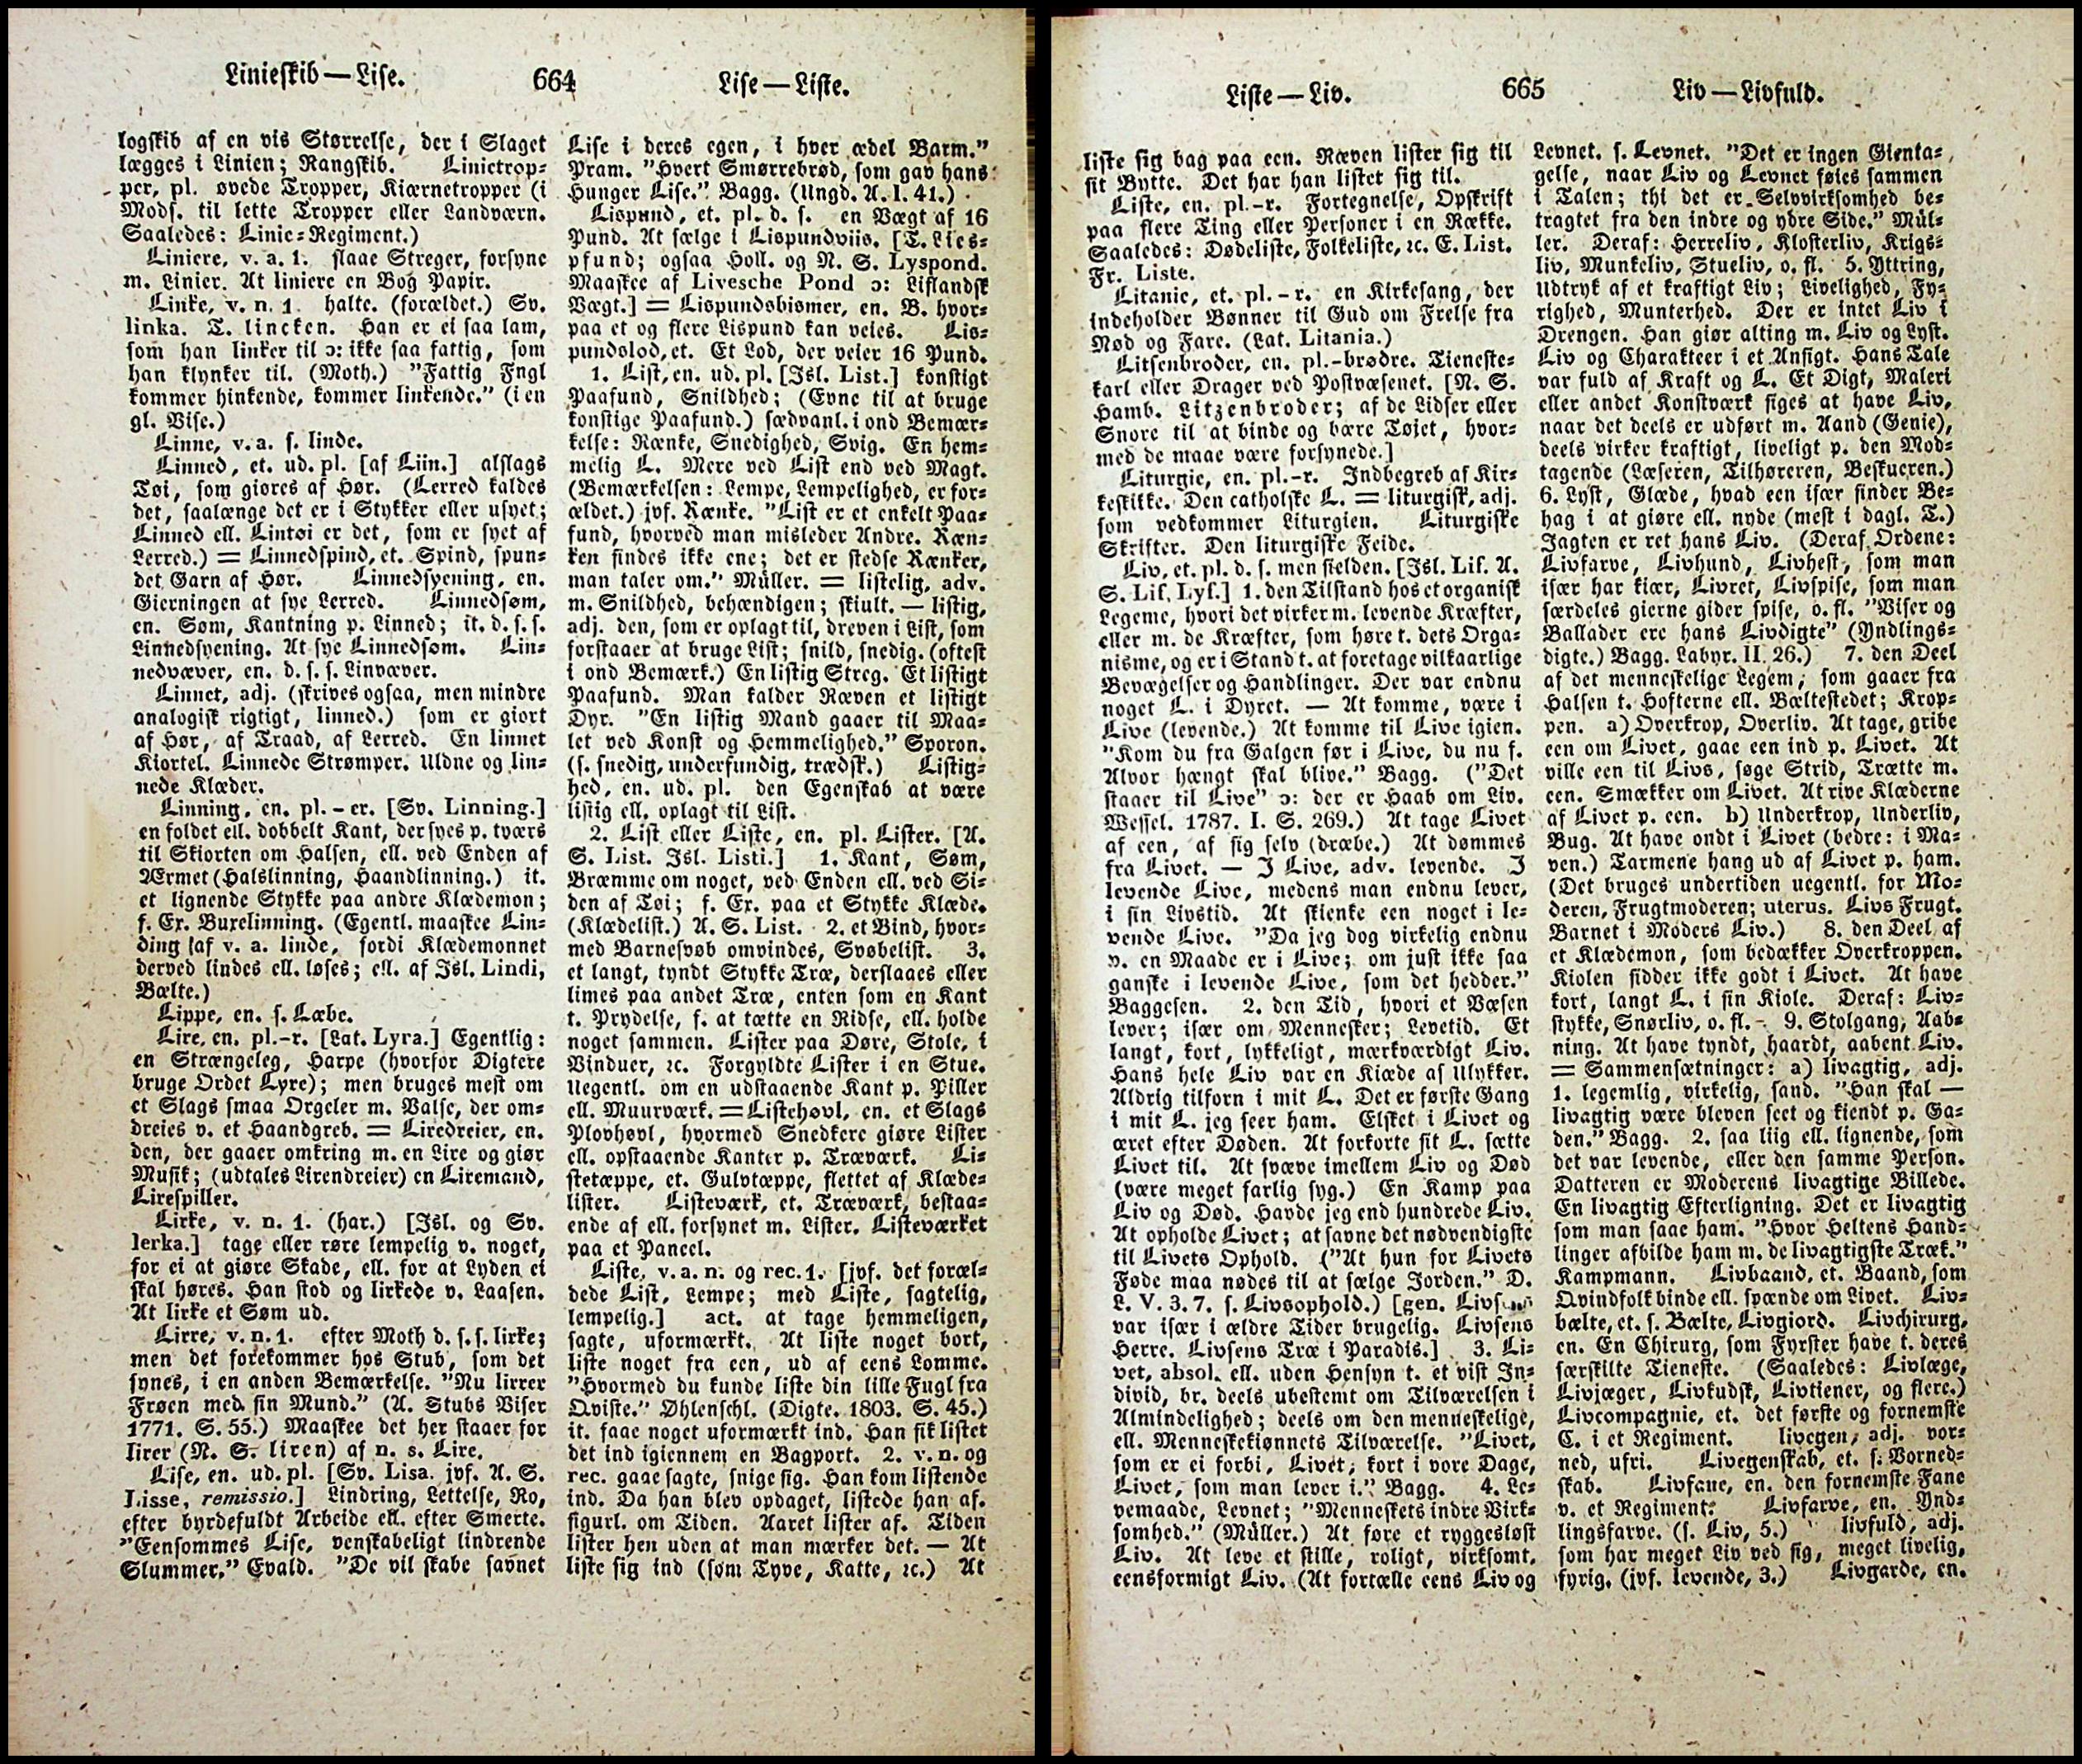 Linieskib — Lise.
664
Lise — Liste.
logskib af en vis Størrelse, der i Slaget
lægges i Linien; Rangskib. Linietrop-
per, pl. øvede Tropper, Kiærnetropper (i
Mods. til lette Tropper eller Landværn.
Saaledes: Linie-Regiment.)
Liniere, v. a. 1. slaae Streger, forsyne
m. Linier. At liniere en Bog Papir.
Linke, v. n. 1. halte. (forældet.) Sv.
linka. T. lincken. Han er ei saa lam,
som han linker til ɔ: ikke saa fattig, som
han klynker til. (Moth.) "Fattig Fugl
kommer hinkende, kommer linkende." (i en
gl. Vise.)
Linne, v. a. s. linde.
Linned, et. ud. pl. [af Liin.] alslags
Tøi, som giøres af Hør. (Lerred kaldes
det, saalænge det er i Stykker eller usyet;
Linned ell. Lintøi er det, som er syet af
Lerred.) = Linnedspind, et. Spind, spun-
det Garn af Hør. Linnedsyening, en.
Gierningen at sye Lerred. Linnedsøm,
en. Søm, Kantning p. Linned; it. d. s. s.
Linnedsyening. At sye Linnedsøm. Lin-
nedvæver, en. d. s. s. Linvæver.
Linnet, adj. (skrives ogsaa, men mindre
analogisk rigtigt, linned.) som er giort
af Hør, af Traad, af Lerred. En linnet
Kiortel. Linnede Strømper. Uldne og lin-
nede Klæder.
Linning, en. pl. - er. [Sv. Linning.]
en foldet ell. dobbelt Kant, der syes p. tværs
til Skiorten om Halsen, ell. ved Enden af
Ærmet (Halslinning, Haandlinning.) it.
et lignende Stykke paa andre Klædemon;
f. Ex. Buxelinning. (Egentl. maaskee Lin-
ding [af v. a. linde, fordi Klædemonnet
derved lindes ell. løses; ell. af Isl. Lindi,
Bælte.)
Lippe, en. s. Læbe.
Lire, en. pl.-r. [Lat. Lyra.] Egentlig:
en Strængeleg, Harpe (hvorfor Digtere
bruge Ordet Lyre); men bruges mest om
et Slags smaa Orgeler m. Valse, der om-
dreies v. et Haandgreb. = Liredreier, en.
den, der gaaer omkring m. en Lire og giør
Musik; (udtales Lirendreier) en Liremand,
Lirespiller.
Lirke, v. n. 1. (har.) [Isl. og Sv.
lerka.] tage eller røre lempelig v. noget,
for ei at giøre Skade, ell. for at Lyden ei
skal høres. Han stod og lirkede v. Laasen.
At lirke et Søm ud.
Lirre, v. n. 1. efter Moth d. s. s. lirke;
men det forekommer hos Stub, som det
synes, i en anden Bemærkelse. "Nu lirrer
Frøen med sin Mund." (A. Stubs Viser
1771. S. 55.) Maaskee det her staaer for
lirer (N. S. liren) af n. s. Lire.
Lise, en. ud. pl. [Sv. Lisa. jvf. A. S.
Lisse, remissio.] Lindring, Lettelse, Ro,
efter byrdefuldt Arbeide ell. efter Smerte.
"Eensommes Lise, venskabeligt lindrende
Slummer." Evald. "De vil skabe savnet
Lise i deres egen, i hver ædel Barm."
Pram. "Hvert Smørrebrød, som gav hans
Hunger Lise." Bagg. (Ungd. A. I. 41.)
Lispund, et. pl. d. s. en Vægt af 16
Pund. At sælge i Lispundviis. [T. Lies-
pfund; ogsaa Holl. og N. S. Lyspond.
Maaskee af Livesche Pond ɔ: Liflandsk
Vægt.] = Lispundsbismer, en. B. hvor-
paa et og flere Lispund kan veies. Lis-
pundslod, et. Et Lod, der veier 16 Pund.
1. List, en. ud. pl. [Isl. List.] konstigt
Paafund, Snildhed; (Evne til at bruge
konstige Paafund.) sædvanl. i ond Bemær-
kelse: Rænke, Snedighed, Svig. En hem-
melig L. Mere ved List end ved Magt.
(Bemærkelsen: Lempe, Lempelighed, er for-
ældet.) jvf. Rænke. "List er et enkelt Paa-
fund, hvorved man misleder Andre. Ræn-
ken findes ikke ene; det er stedse Rænker,
man taler om." Müller. = listelig, adv.
m. Snildhed, behændigen; skiult. — listig,
adj. den, som er oplagt til, dreven i List, som
forstaaer at bruge List; snild, snedig. (oftest
i ond Bemærk.) En listig Streg. Et listigt
Paafund. Man kalder Ræven et listigt
Dyr. "En listig Mand gaaer til Maa-
let ved Konst og Hemmelighed." Sporon.
(s. snedig, underfundig, trædsk.) Listig-
hed, en. ud. pl. den Egenskab at være
listig ell. oplagt til List.
2. List eller Liste, en. pl. Lister. [A.
S. List. Isl. Listi.] 1. Kant, Søm,
Bræmme om noget, ved Enden ell. ved Si-
den af Tøi; f. Ex. paa et Stykke Klæde.
(Klædelist.) A. S. List. 2. et Bind, hvor-
med Barnesvøb omvindes, Svøbelist. 3.
et langt, tyndt Stykke Træ, der slaaes eller
limes paa andet Træ, enten som en Kant
t. Prydelse, f. at tætte en Ridse, ell. holde
noget sammen. Lister paa Døre, Stole, i
Vinduer, ꝛc. Forgyldte Lister i en Stue.
Uegentl. om en udstaaende Kant p. Piller
ell. Muurværk. = Listehøvl, en. et Slags
Plovhøvl, hvormed Snedkere giøre Lister
ell. opstaaende Kanter p. Træværk. Li-
stetæppe, et. Gulvtæppe, flettet af Klæde-
lister. Listeværk, et. Træværk, bestaa-
ende af ell. forsynet m. Lister. Listeværket
paa et Paneel.
Liste, v. a. n. og rec. 1. [jvf. det foræl-
dede List, Lempe; med Liste, sagtelig,
lempelig.] act. at tage hemmeligen,
sagte, uformærkt. At liste noget bort,
liste noget fra een, ud af eens Lomme.
"Hvormed du kunde liste din lille Fugl fra
Qviste." Øhlenschl. (Digte. 1803. S. 45.)
it. faae noget uformærkt ind. Han fik listet
det ind igiennem en Bagport. 2. v. n. og
rec. gaae sagte, snige sig. Han kom listende
ind. Da han blev opdaget, listede han af.
figurl. om Tiden. Aaret lister af. Tiden
lister hen uden at man mærker det. — At
liste sig ind (som Tyve, Katte, ꝛc.) At
Liste — Liv.
665
Liv — Livfuld.
liste sig bag paa een. Ræven lister sig til
sit Bytte. Det har han listet sig til.
Liste, en. pl.-r. Fortegnelse, Opskrift
paa flere Ting eller Personer i en Række.
Saaledes: Dødeliste, Folkeliste, ꝛc. E. List.
Fr. Liste.
Litanie, et. pl. - r. en Kirkesang, der
indeholder Bønner til Gud om Frelse fra
Nød og Fare. (Lat. Litania.)
Litsenbroder, en. pl.-brødre. Tieneste-
karl eller Drager ved Postvæsenet. [N. S.
Hamb. Litzenbroder; af de Lidser eller
Snore til at binde og bære Tøiet, hvor-
med de maae være forsynede.]
Liturgie, en. pl.-r. Indbegreb af Kir-
keskikke. Den catholske L. = liturgisk, adj.
som vedkommer Liturgien. Liturgiske
Skrifter. Den liturgiske Feide.
Liv, et. pl. d. s. men sielden. [Isl. Lif. A.
S. Lif, Lyf.] 1. den Tilstand hos et organisk
Legeme, hvori det virker m. levende Kræfter,
eller m. de Kræfter, som høre t. dets Orga-
nisme, og er i Stand t. at foretage vilkaarlige
Bevægelser og Handlinger. Der var endnu
noget L. i Dyret. — At komme, være i
Live (levende.) At komme til Live igien.
"Kom du fra Galgen før i Live, du nu f.
Alvor hængt skal blive." Bagg. ("Det
staaer til Live" ɔ: der er Haab om Liv.
Wessel. 1787. I. S. 269.) At tage Livet
af een, af sig selv (dræbe.) At dømmes
fra Livet. — I Live, adv. levende. I
levende Live, medens man endnu lever,
i sin Livstid. At skienke een noget i le-
vende Live. "Da jeg dog virkelig endnu
v. en Maade er i Live; om just ikke saa
ganske i levende Live, som det hedder."
Baggesen. 2. den Tid, hvori et Væsen
lever; især om Mennesker; Levetid. Et
langt, kort, lykkeligt, mærkværdigt Liv.
Hans hele Liv var en Kiæde af Ulykker.
Aldrig tilforn i mit L. Det er første Gang
i mit L. jeg seer ham. Elsket i Livet og
æret efter Døden. At forkorte sit L. sætte
Livet til. At svæve imellem Liv og Død
(være meget farlig syg.) En Kamp paa
Liv og Død. Havde jeg end hundrede Liv.
At opholde Livet; at savne det nødvendigste
til Livets Ophold. ("At hun for Livets
Føde maa nødes til at sælge Jorden." D.
L. V. 3. 7. s. Livsophold.) [gen. Livsens
var især i ældre Tider brugelig. Livsens
Herre. Livsens Træ i Paradis.] 3. Li-
vet, absol. ell. uden Hensyn t. et vist In-
divid, br. deels ubestemt om Tilværelsen i
Almindelighed; deels om den menneskelige,
ell. Menneskekiønnets Tilværelse. "Livet,
som er ei forbi, Livet, kort i vore Dage,
Livet, som man lever i." Bagg. 4. Le-
vemaade, Levnet; "Menneskets indre Virk-
somhed." (Müller.) At føre et ryggesløst
Liv. At leve et stille, roligt, virksomt,
eensformigt Liv. (At fortælle eens Liv og
Levnet. s. Levnet. "Det er ingen Gienta-
gelse, naar Liv og Levnet føies sammen
i Talen; thi det er Selvvirksomhed be-
tragtet fra den indre og ydre Side." Mül-
ler. Deraf: Herreliv, Klosterliv, Krigs-
liv, Munkeliv, Stueliv, o. fl. 5. Yttring,
Udtryk af et kraftigt Liv; Livelighed, Fy-
righed, Munterhed. Der er intet Liv i
Drengen. Han giør alting m. Liv og Lyst.
Liv og Charakteer i et Ansigt. Hans Tale
var fuld af Kraft og L. Et Digt, Maleri
eller andet Konstværk siges at have Liv,
naar det deels er udført m. Aand (Genie),
deels virker kraftigt, liveligt p. den Mod-
tagende (Læseren, Tilhøreren, Beskueren.)
6. Lyst, Glæde, hvad een især finder Be-
hag i at giøre ell. nyde (mest i dagl. T.)
Jagten er ret hans Liv. (Deraf Ordene:
Livfarve, Livhund, Livhest, som man
især har kiær, Livret, Livspise, som man
særdeles gierne gider spise, o. fl. "Viser og
Ballader ere hans Livdigte" (Yndlings-
digte.) Bagg. Labyr. II. 26.) 7. den Deel
af det menneskelige Legem, som gaaer fra
Halsen t. Hofterne ell. Bæltestedet; Krop-
pen. a) Overkrop, Overliv. At tage, gribe
een om Livet, gaae een ind p. Livet. At
ville een til Livs, søge Strid, Trætte m.
een. Smækker om Livet. At rive Klæderne
af Livet p. een. b) Underkrop, Underliv,
Bug. At have ondt i Livet (bedre: i Ma-
ven.) Tarmene hang ud af Livet p. ham.
(Det bruges undertiden uegentl. for Mo-
deren, Frugtmoderen; uterus. Livs Frugt.
Barnet i Moders Liv.) 8. den Deel af
et Klædemon, som bedækker Overkroppen.
Kiolen sidder ikke godt i Livet. At have
kort, langt L. i sin Kiole. Deraf: Liv-
stykke, Snørliv, o. fl. - 9. Stolgang, Aab-
ning. At have tyndt, haardt, aabent Liv.
= Sammensætninger: a) livagtig, adj.
1. legemlig, virkelig, sand. "Han skal —
livagtig være bleven seet og kiendt p. Ga-
den." Bagg. 2. saa liig ell. lignende, som
det var levende, eller den samme Person.
Datteren er Moderens livagtige Billede.
En livagtig Efterligning. Det er livagtig
som man saae ham. "Hvor Heltens Hand-
linger afbilde ham m. de livagtigste Træk."
Kampmann. Livbaand, et. Baand, som
Qvindfolk binde ell. spænde om Livet. Liv-
bælte, et. s. Bælte, Livgiord. Livchirurg,
en. En Chirurg, som Fyrster have t. deres
særskilte Tieneste. (Saaledes: Livlæge,
Livjæger, Livkudsk, Livtiener, og flere.)
Livcompagnie, et. det første og fornemste
C. i et Regiment. livegen, adj. vor-
ned, ufri. Livegenskab, et. s. Vorned-
skab. Livfane, en. den fornemste Fane
v. et Regiment. Livfarve, en. Ynd-
lingsfarve. (s. Liv, 5.) livfuld, adj.
som har meget Liv ved sig, meget livelig,
fyrig. (jvf. levende, 3.) Livgarde, en.